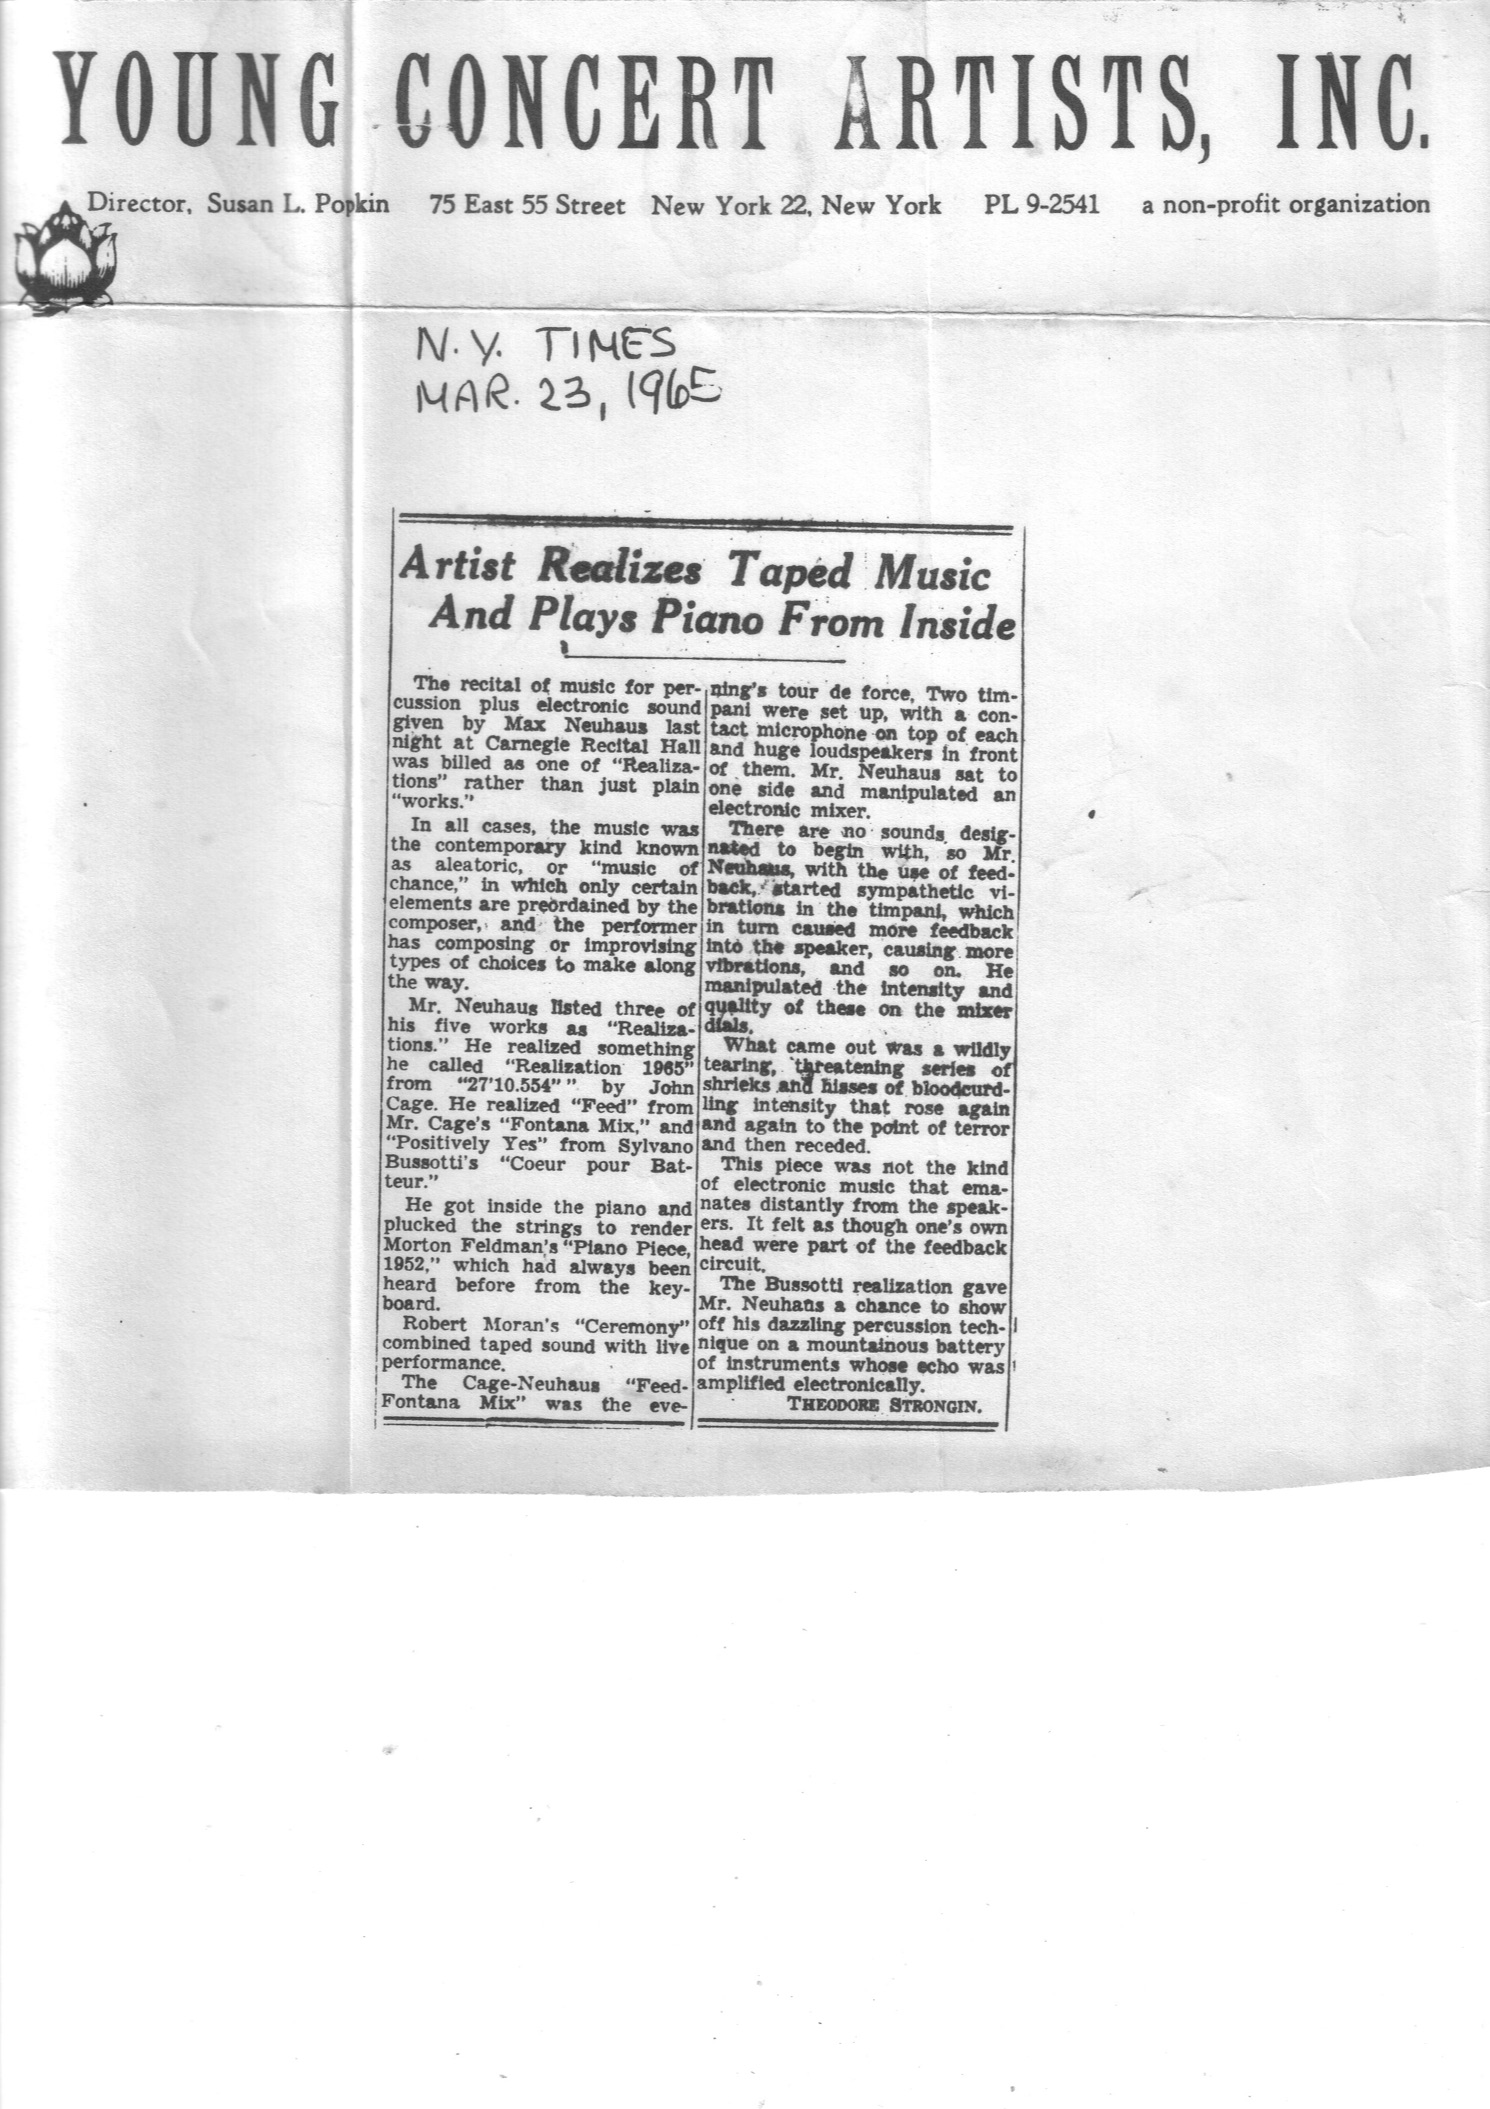 YOUNG CONCERT ARTISTS, INC.
Director, Susan L. Popkin 75 East 55 Street New York 22, New York PL 9-2541 a non-profit organization
N.Y. TIMES
MAR. 23, 1965
Artist Realizes Taped Music
And Plays Piano From Inside
The recital of music for per-
cussion plus electronic sound
given by Max Neuhaus last
night at Carnegie Recital Hall
was billed as one of “Realiza-
tions” rather than just plain
“works.”
In all cases, the music was
the contemporary kind known
as aleatoric, or “music of
chance,” in which only certain
elements are preordained by the
composer, and the performer
has composing or improvising
types of choices to make along
the way.
Mr. Neuhaus listed three of
his five works as “Realiza-
tions.” He realized something
he called “Realization 1965”
from “27'10.554" ” by John
Cage. He realized “Feed” from
Mr. Cage's “Fontana Mix,” and
“Positively Yes” from Sylvano
Bussotti's “Coeur pour Bat-
teur.”
He got inside the piano and
plucked the strings to render
Morton Feldman's “Piano Piece,
1952,” which had always been
heard before from the key-
board.
Robert Moran's “Ceremony”
combined taped sound with live
performance.
The Cage-Neuhaus “Feed-
Fontana Mix” was the eve-
ning's tour de force. Two tim-
pani were set up, with a con-
tact microphone on top of each
and huge loudspeakers in front
of them. Mr. Neuhaus sat to
one side and manipulated an
electronic mixer.
There are no sounds desig-
nated to begin with, so Mr.
Neuhaus, with the use of feed-
back, started sympathetic vi-
brations in the timpani, which
in turn caused more feedback
into the speaker, causing more
vibrations, and so on. He
manipulated the intensity and
quality of these on the mixer
dials.
What came out was a wildly
tearing, threatening series of
shrieks and hisses of bloodcurd-
ling intensity that rose again
and again to the point of terror
and then receded.
This piece was not the kind
of electronic music that ema-
nates distantly from the speak-
ers. It felt as though one's own
head were part of the feedback
circuit.
The Bussotti realization gave
Mr. Neuhaus a chance to show
off his dazzling percussion tech-
nique on a mountainous battery
of instruments whose echo was
amplified electronically.
THEODORE STRONGIN.